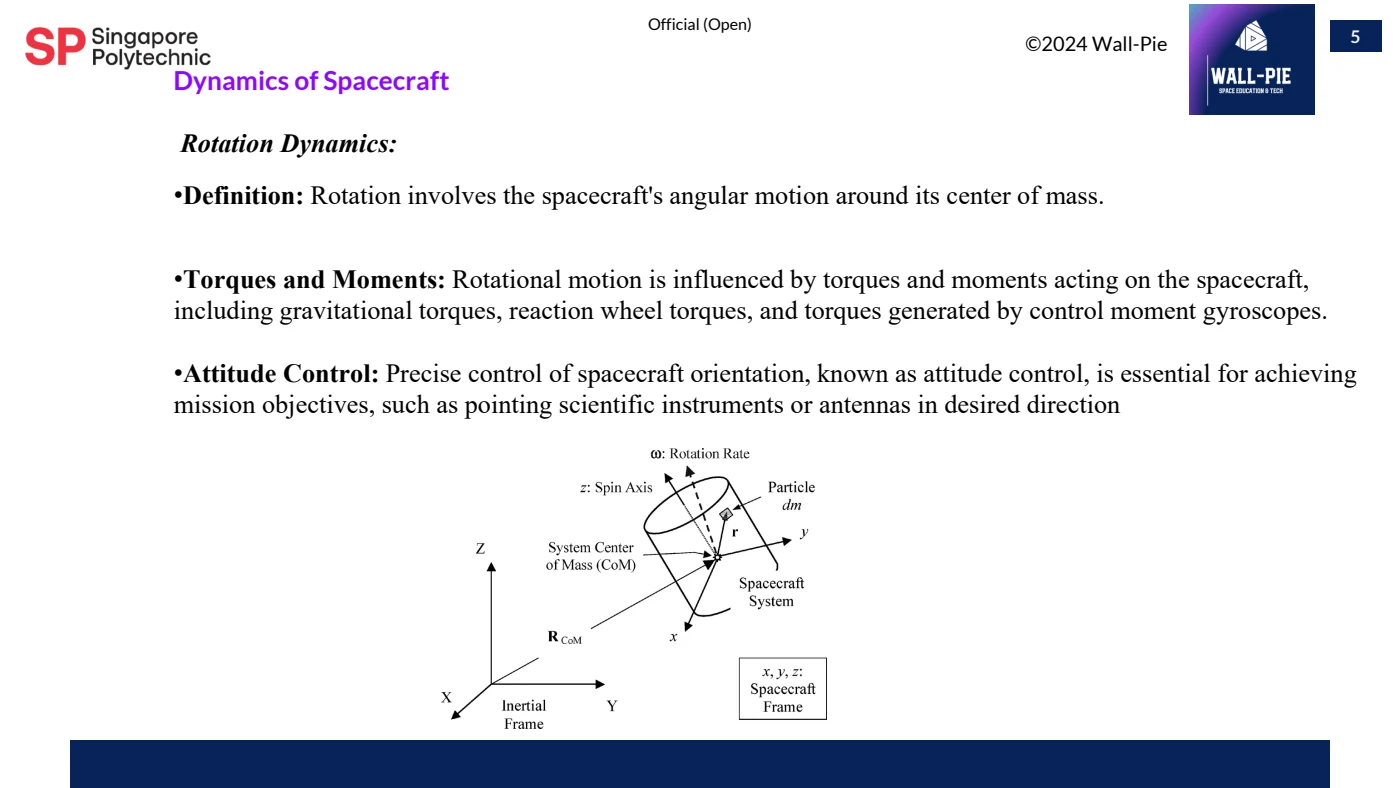 Official (Open)
SP Singapore
Polytechnic
©2024 Wall-Pie
WALL-PIE
SPACE EDUCATION & TECH
5
Dynamics of Spacecraft
Rotation Dynamics:
•Definition: Rotation involves the spacecraft's angular motion around its center of mass.
•Torques and Moments: Rotational motion is influenced by torques and moments acting on the spacecraft,
including gravitational torques, reaction wheel torques, and torques generated by control moment gyroscopes.
•Attitude Control: Precise control of spacecraft orientation, known as attitude control, is essential for achieving
mission objectives, such as pointing scientific instruments or antennas in desired direction
ω: Rotation Rate
z: Spin Axis
Particle
dm
r
y
System Center
of Mass (CoM)
Z
Spacecraft
System
R CoM
x
x, y, z:
Spacecraft
Frame
X
Inertial
Frame
Y